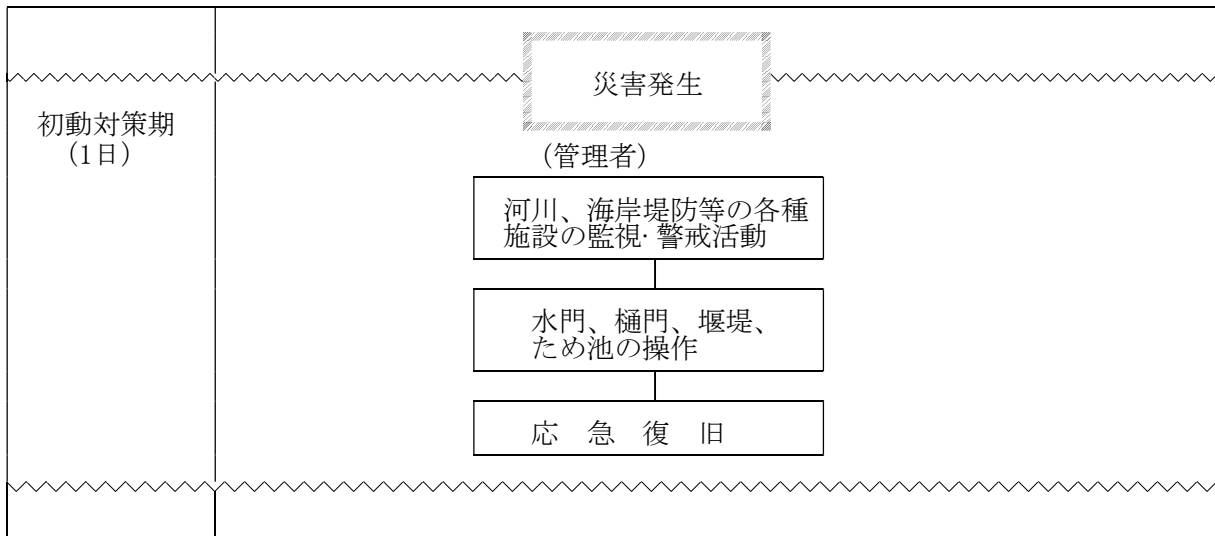 災害発生
初動対策期
(1日)
(管理者)
河川、海岸堤防等の各種
施設の監視・警戒活動
水門、樋門、堰堤、
ため池の操作
応 急 復 旧